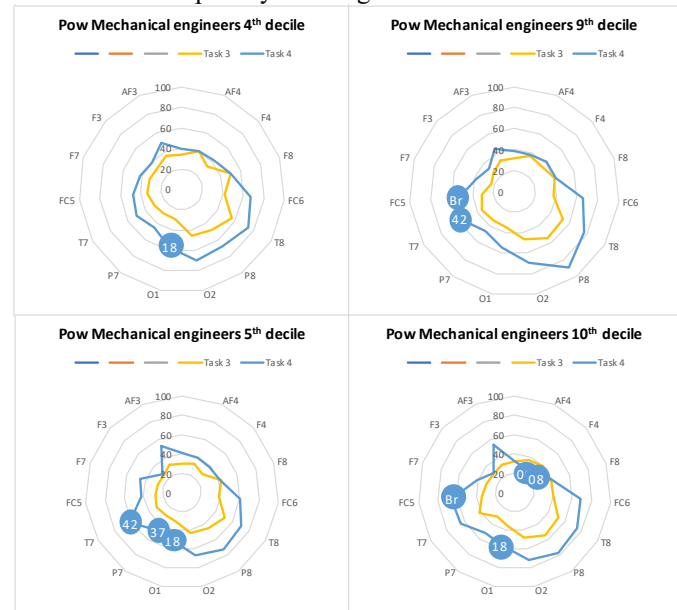 Pow Mechanical engineers 4th decile
Task 3 Task 4
AF3 100 AF4
F3 80 F4
60
F7 40 F8
20
FC5 0 FC6
T7 T8
18
P7 P8
O1 O2
Pow Mechanical engineers 9th decile
Task 3 Task 4
AF3 100 AF4
F3 80 F4
60
F7 40 F8
20
FC5 Br 0 FC6
42
T7 T8
P7 P8
O1 O2
Pow Mechanical engineers 5th decile
Task 3 Task 4
AF3 100 AF4
F3 80 F4
60
F7 40 F8
20
FC5 0 FC6
42
T7 37 18 T8
P7 P8
O1 O2
Pow Mechanical engineers 10th decile
Task 3 Task 4
AF3 100 AF4
F3 80 F4
60
F7 40 F8
20 08
FC5 Br 0 FC6
T7 18 T8
P7 P8
O1 O2